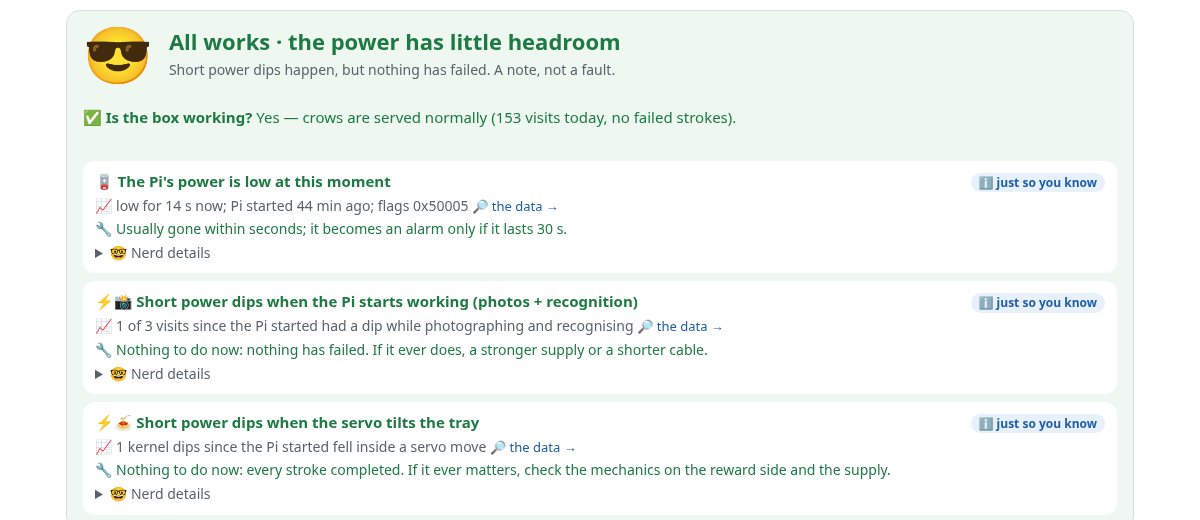 All works · the power has little headroom
Short power dips happen, but nothing has failed. A note, not a fault.
✅ Is the box working? Yes — crows are served normally (153 visits today, no failed strokes).
🪫 The Pi's power is low at this moment
ℹ️ just so you know
📈 low for 14 s now; Pi started 44 min ago; flags 0x50005 🔎 the data →
🔧 Usually gone within seconds; it becomes an alarm only if it lasts 30 s.
▶ 🤓 Nerd details
⚡📸 Short power dips when the Pi starts working (photos + recognition)
ℹ️ just so you know
📈 1 of 3 visits since the Pi started had a dip while photographing and recognising 🔎 the data →
🔧 Nothing to do now: nothing has failed. If it ever does, a stronger supply or a shorter cable.
▶ 🤓 Nerd details
⚡🍝 Short power dips when the servo tilts the tray
ℹ️ just so you know
📈 1 kernel dips since the Pi started fell inside a servo move 🔎 the data →
🔧 Nothing to do now: every stroke completed. If it ever matters, check the mechanics on the reward side and the supply.
▶ 🤓 Nerd details